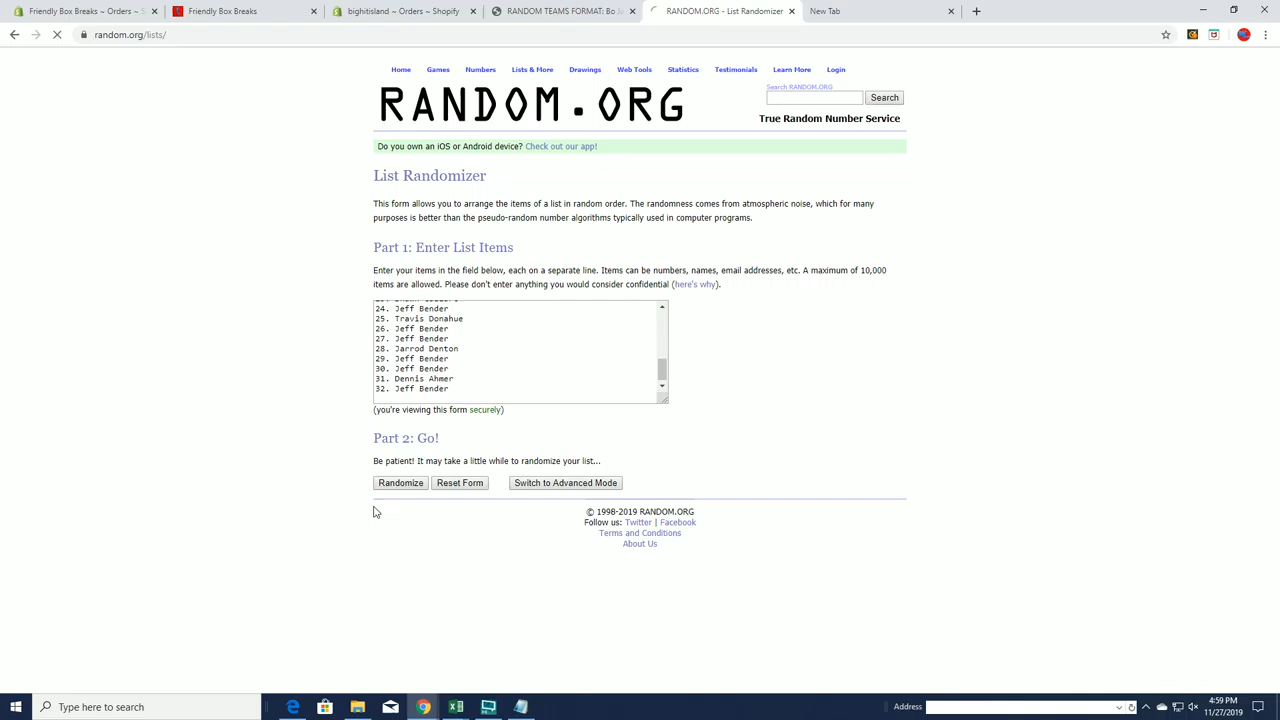 Friendly Box Breaks ~ Orders ~ S
Friendly Box Breaks
bighitisland ~ Orders ~ Shopify
RANDOM TEAMS FORMAT: Bo Ja
RANDOM.ORG - List Randomizer
New Tab
random.org/lists/
Home Games Numbers Lists & More Drawings Web Tools Statistics Testimonials Learn More Login
RANDOM.ORG
Search RANDOM.ORG
Search
True Random Number Service
Do you own an iOS or Android device? Check out our app!
List Randomizer
This form allows you to arrange the items of a list in random order. The randomness comes from atmospheric noise, which for many
purposes is better than the pseudo-random number algorithms typically used in computer programs.
Part 1: Enter List Items
Enter your items in the field below, each on a separate line. Items can be numbers, names, email addresses, etc. A maximum of 10,000
items are allowed. Please don't enter anything you would consider confidential (here's why).
24. Jeff Bender
25. Travis Donahue
26. Jeff Bender
27. Jeff Bender
28. Jarrod Denton
29. Jeff Bender
30. Jeff Bender
31. Dennis Ahmer
32. Jeff Bender
(you're viewing this form securely)
Part 2: Go!
Be patient! It may take a little while to randomize your list...
Randomize Reset Form Switch to Advanced Mode
© 1998-2019 RANDOM.ORG
Follow us: Twitter | Facebook
Terms and Conditions
About Us
Type here to search
Address
4:59 PM
11/27/2019